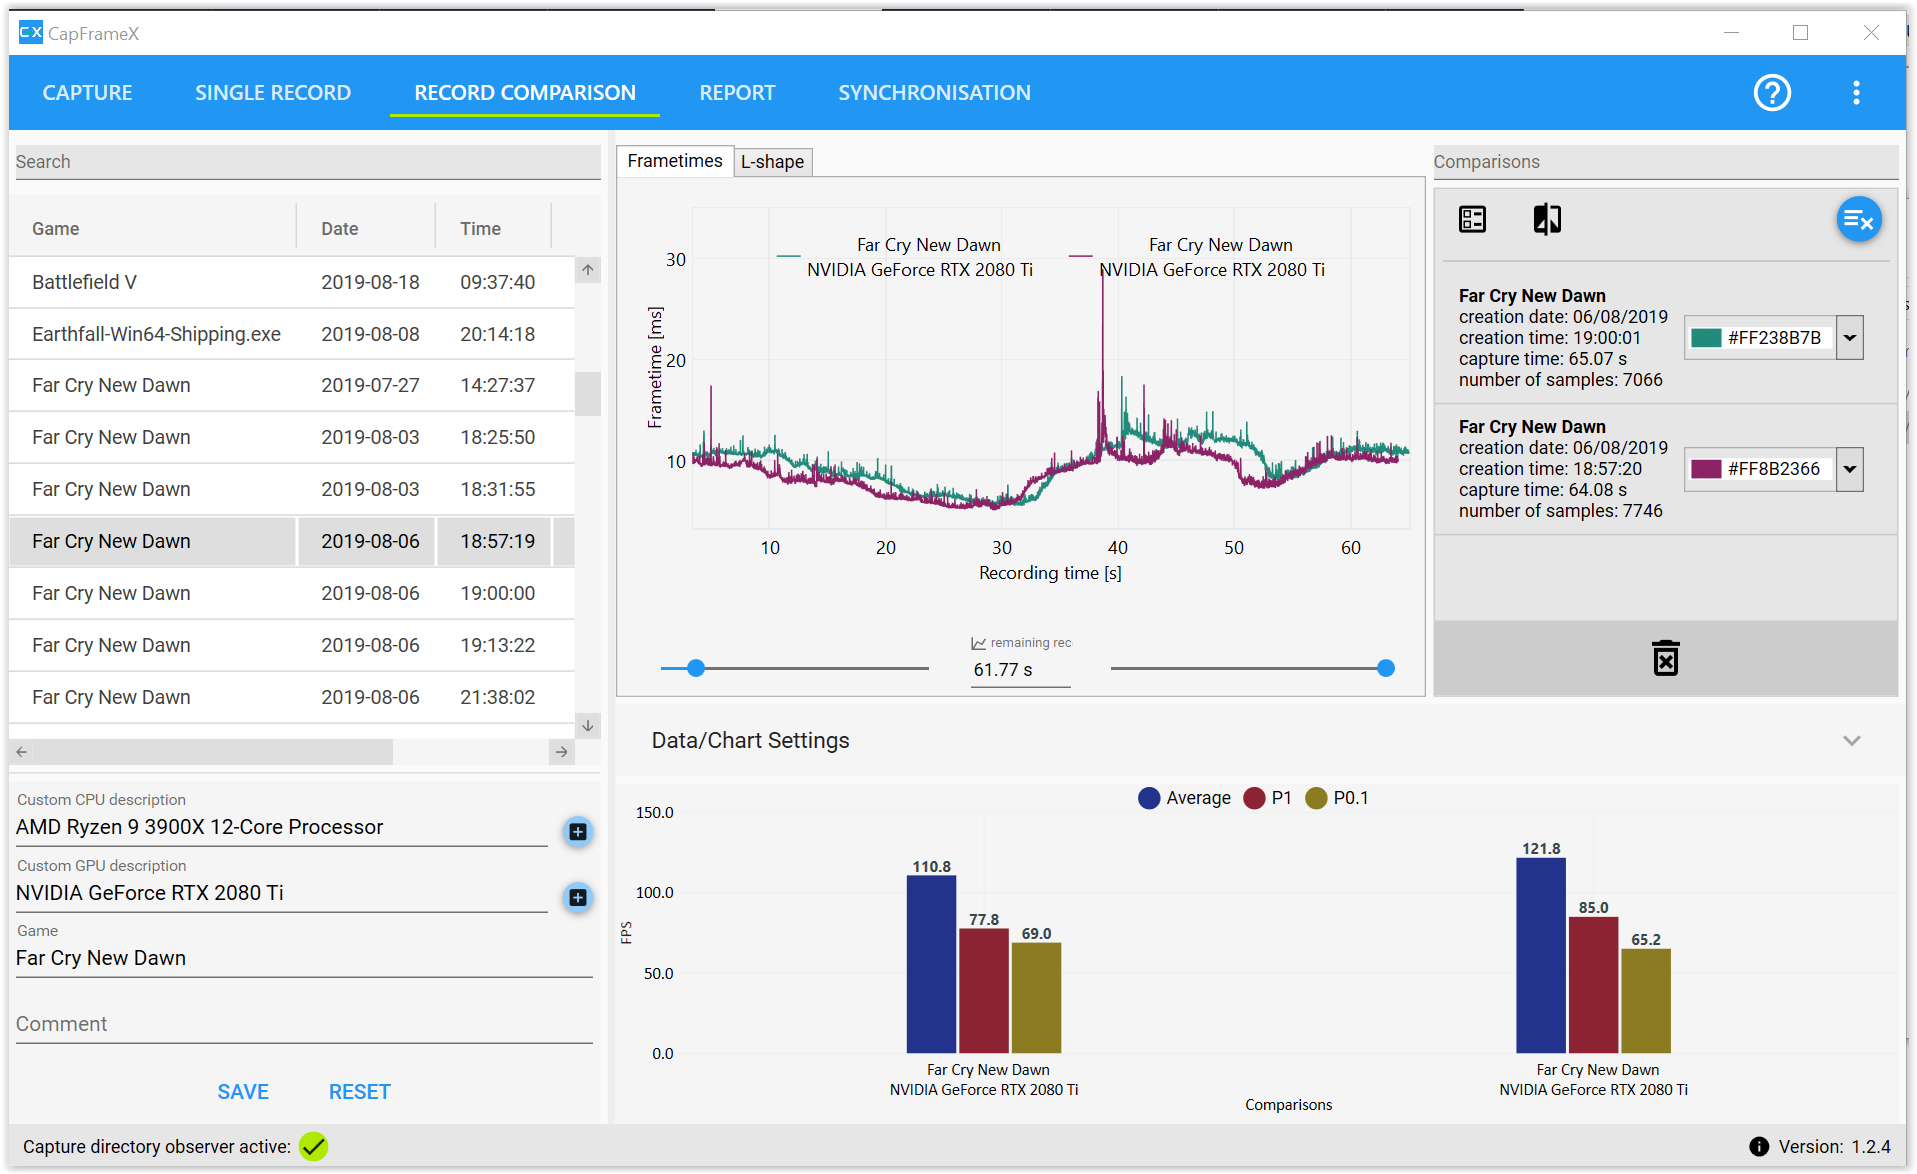 CX CapFrameX
CAPTURE SINGLE RECORD RECORD COMPARISON REPORT SYNCHRONISATION
Search
Game Date Time
Battlefield V 2019-08-18 09:37:40
Earthfall-Win64-Shipping.exe 2019-08-08 20:14:18
Far Cry New Dawn 2019-07-27 14:27:37
Far Cry New Dawn 2019-08-03 18:25:50
Far Cry New Dawn 2019-08-03 18:31:55
Far Cry New Dawn 2019-08-06 18:57:19
Far Cry New Dawn 2019-08-06 19:00:00
Far Cry New Dawn 2019-08-06 19:13:22
Far Cry New Dawn 2019-08-06 21:38:02
Custom CPU description
AMD Ryzen 9 3900X 12-Core Processor
Custom GPU description
NVIDIA GeForce RTX 2080 Ti
Game
Far Cry New Dawn
Comment
SAVE RESET
Capture directory observer active:
Frametimes L-shape
Far Cry New Dawn
NVIDIA GeForce RTX 2080 Ti
Far Cry New Dawn
NVIDIA GeForce RTX 2080 Ti
Frametime [ms]
30
20
10
10 20 30 40 50 60
Recording time [s]
remaining rec
61.77 s
Comparisons
Far Cry New Dawn
creation date: 06/08/2019
creation time: 19:00:01
capture time: 65.07 s
number of samples: 7066
#FF238B7B
Far Cry New Dawn
creation date: 06/08/2019
creation time: 18:57:20
capture time: 64.08 s
number of samples: 7746
#FF8B2366
Data/Chart Settings
Average P1 P0.1
FPS
150.0
100.0
50.0
0.0
110.8
77.8
69.0
121.8
85.0
65.2
Far Cry New Dawn
NVIDIA GeForce RTX 2080 Ti
Far Cry New Dawn
NVIDIA GeForce RTX 2080 Ti
Comparisons
Version: 1.2.4